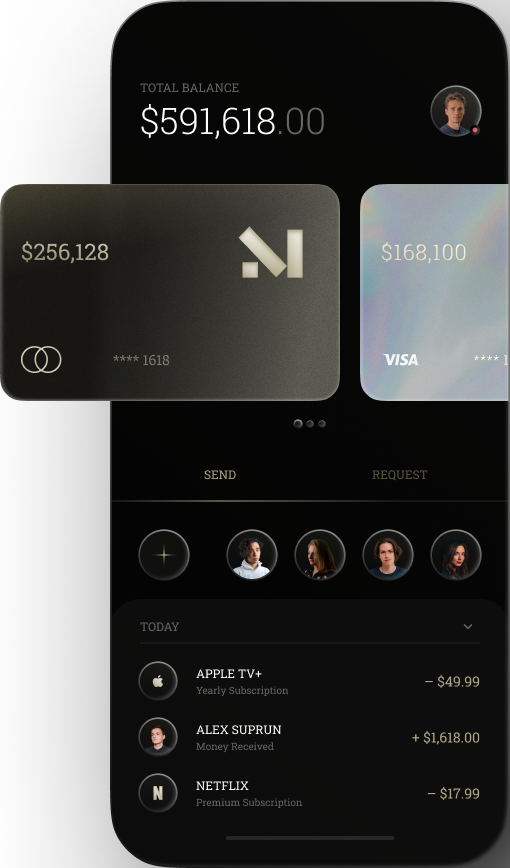 TOTAL BALANCE
$591,618.00
$256,128
**** 1618
$168,100
VISA
**** 1
SEND
REQUEST
TODAY
APPLE TV+
Yearly Subscription
– $49.99
ALEX SUPRUN
Money Received
+ $1,618.00
NETFLIX
Premium Subscription
– $17.99